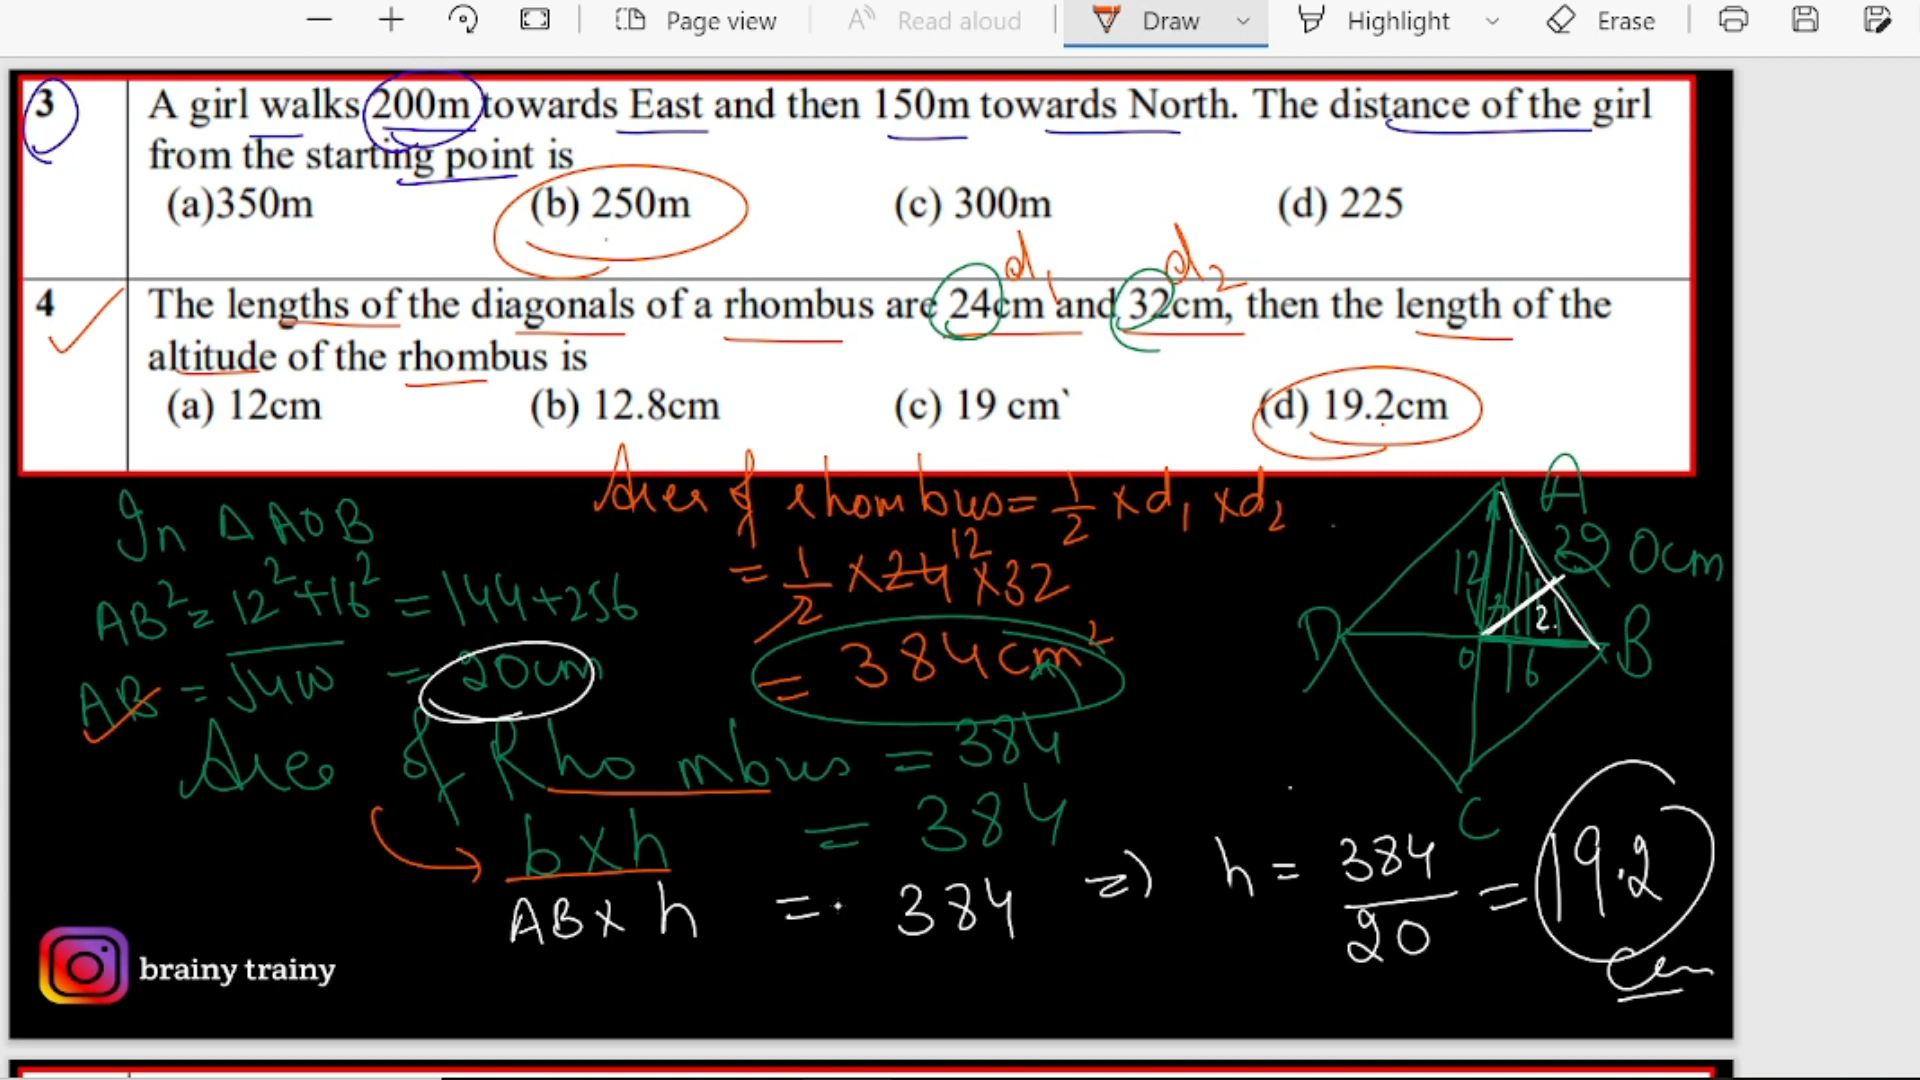 Page view Read aloud Draw Highlight Erase
3 A girl walks 200m towards East and then 150m towards North. The distance of the girl
from the starting point is
(a)350m (b) 250m (c) 300m (d) 225
d1 d2
4 The lengths of the diagonals of a rhombus are 24cm and 32cm, then the length of the
altitude of the rhombus is
(a) 12cm (b) 12.8cm (c) 19 cm` (d) 19.2cm
Area of rhombus = 1/2 × d1 × d2
= 1/2 × 24 12 × 32
= 384cm²
In Δ AOB
AB² = 12² + 16² = 144+256
AB = √400 = 20cm
Area of Rhombus = 384
b×h = 384
AB × h = 384 => h = 384/20 = 19.2 cm
A
20cm
12
D O 16 B
C
brainy trainy